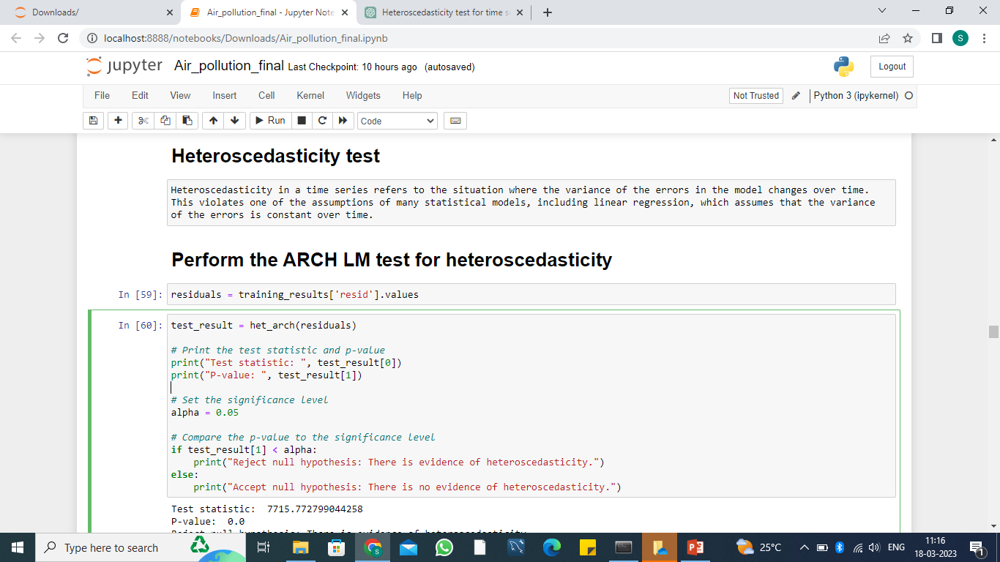 Downloads/
Air_pollution_final - Jupyter Note
Heteroscedasticity test for time s
localhost:8888/notebooks/Downloads/Air_pollution_final.ipynb
S
jupyter Air_pollution_final Last Checkpoint: 10 hours ago (autosaved)
Logout
File Edit View Insert Cell Kernel Widgets Help
Not Trusted Python 3 (ipykernel)
Run Code
Heteroscedasticity test
Heteroscedasticity in a time series refers to the situation where the variance of the errors in the model changes over time.
This violates one of the assumptions of many statistical models, including linear regression, which assumes that the variance
of the errors is constant over time.
Perform the ARCH LM test for heteroscedasticity
In [59]: residuals = training_results['resid'].values
In [60]: test_result = het_arch(residuals)
# Print the test statistic and p-value
print("Test statistic: ", test_result[0])
print("P-value: ", test_result[1])
# Set the significance level
alpha = 0.05
# Compare the p-value to the significance level
if test_result[1] < alpha:
    print("Reject null hypothesis: There is evidence of heteroscedasticity.")
else:
    print("Accept null hypothesis: There is no evidence of heteroscedasticity.")
Test statistic:  7715.772799044258
P-value:  0.0
Reject null hypothesis: There is evidence of heteroscedasticity.
Type here to search
25°C
ENG
11:16
18-03-2023
1